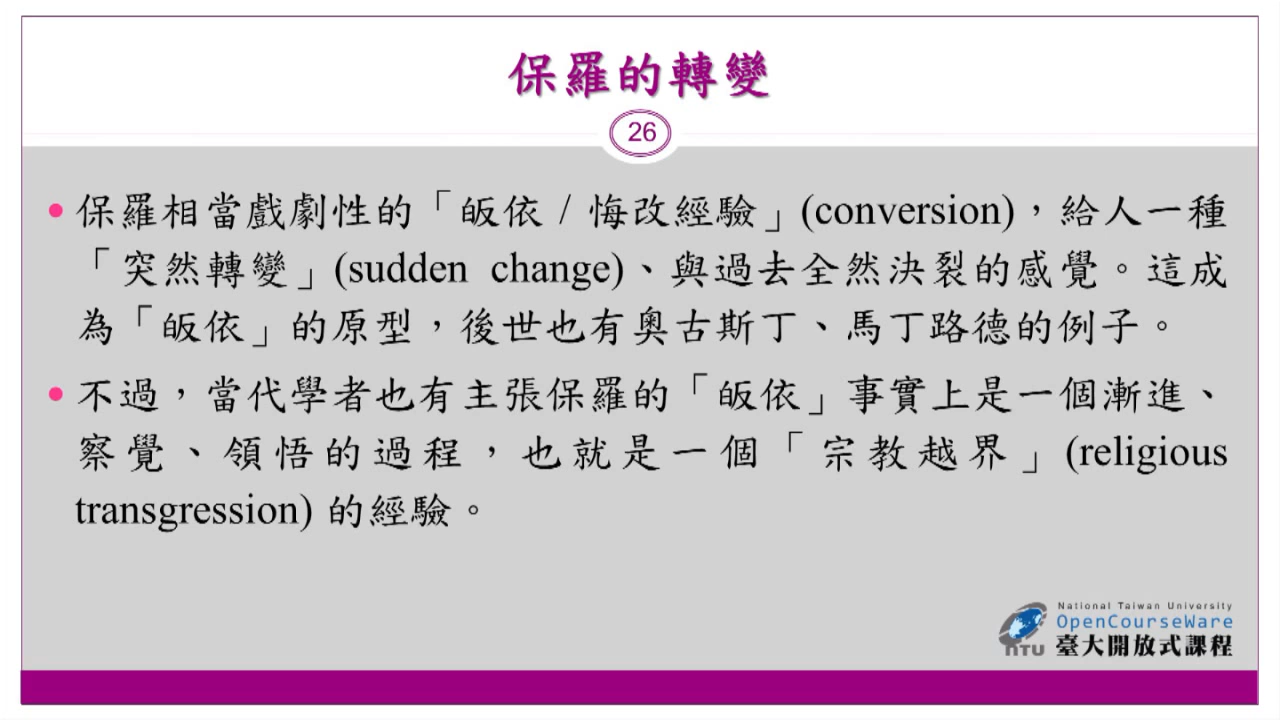 保羅的轉變
26
• 保羅相當戲劇性的「皈依 / 悔改經驗」(conversion),給人一種
「突然轉變」(sudden change)、與過去全然決裂的感覺。這成
為「皈依」的原型,後世也有奧古斯丁、馬丁路德的例子。
• 不過,當代學者也有主張保羅的「皈依」事實上是一個漸進、
察覺、領悟的過程,也就是一個「宗教越界」(religious
transgression) 的經驗。
National Taiwan University
OpenCourseWare
NTU 臺大開放式課程